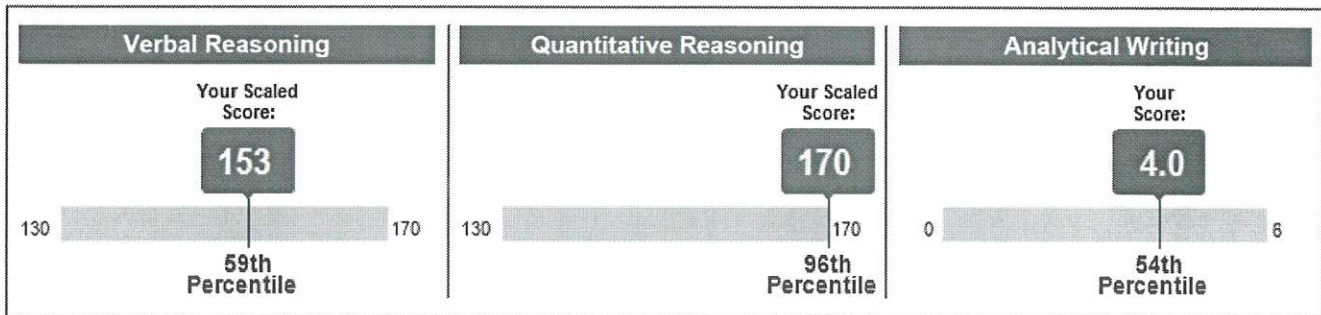 Verbal Reasoning
Your Scaled
Score:
153
130
170
59th
Percentile
Quantitative Reasoning
Your Scaled
Score:
170
130
170
96th
Percentile
Analytical Writing
Your
Score:
4.0
0
6
54th
Percentile